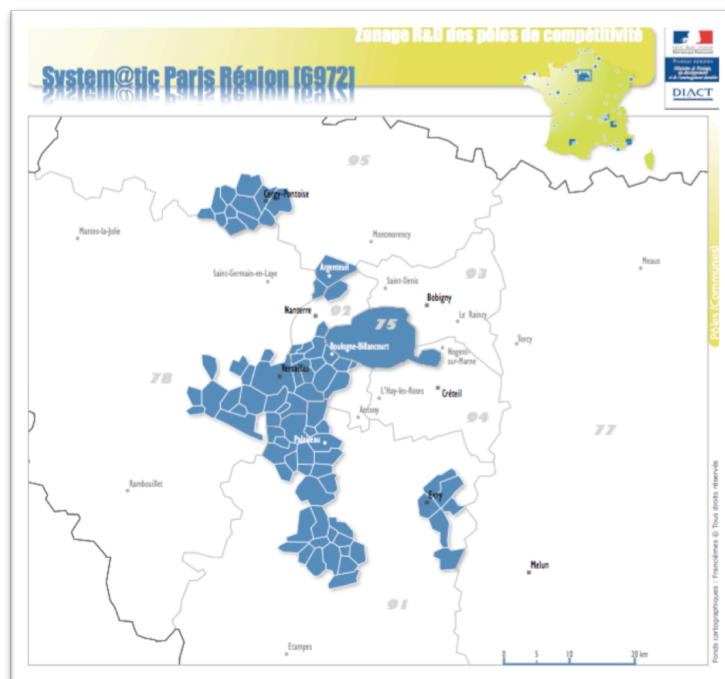 Zonage R&D des pôles de compétitivité
System@tic Paris Région [6972]
DIACT
95
Cergy-Pontoise
Mantes-la-Jolie
Montmorency
Argenteuil
93
Meaux
Saint-Germain-en-Laye
Saint-Denis
Nanterre
92
Bobigny
Le Raincy
75
Torcy
Boulogne-Billancourt
Nogent-sur-Marne
Versailles
78
L'Hay-les-Roses
Créteil
Antony
94
77
Palaiseau
Rambouillet
Evry
Melun
91
Etampes
0 5 10 20 km
Pôles (Communes)
Fonds cartographiques : Francièmes © Tous droits réservés